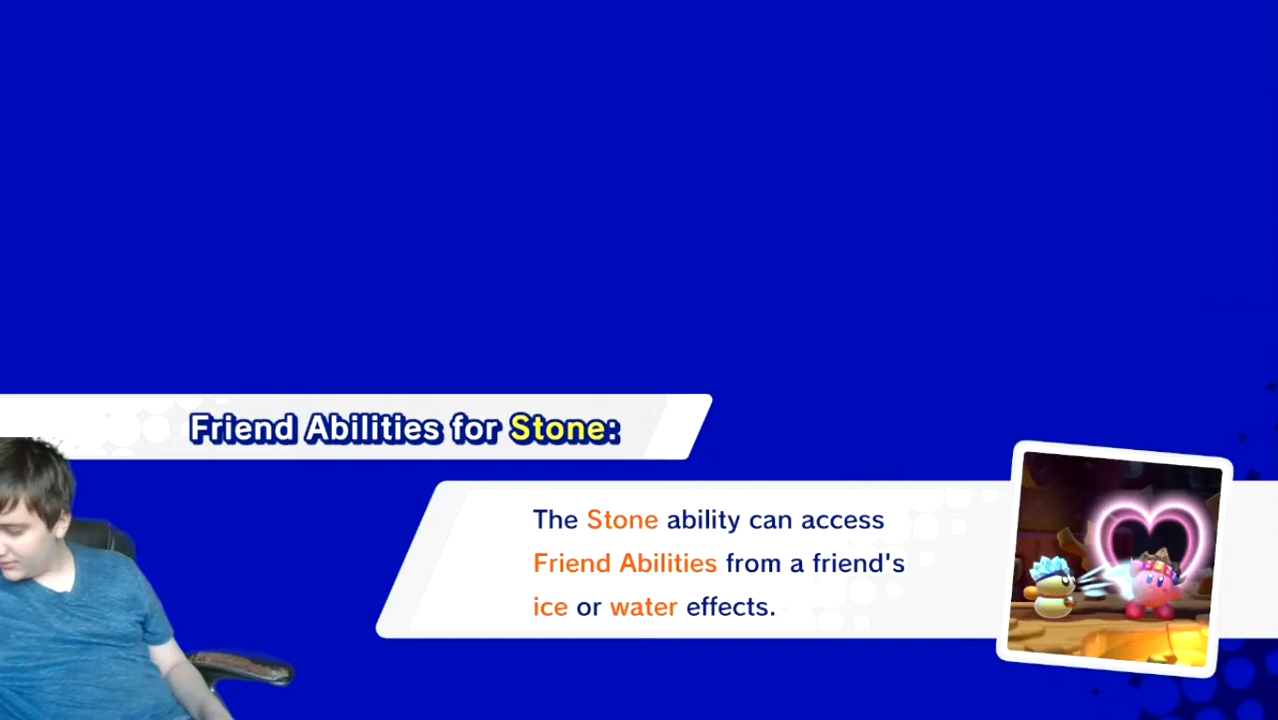 Friend Abilities for Stone:
The Stone ability can access
Friend Abilities from a friend's
ice or water effects.